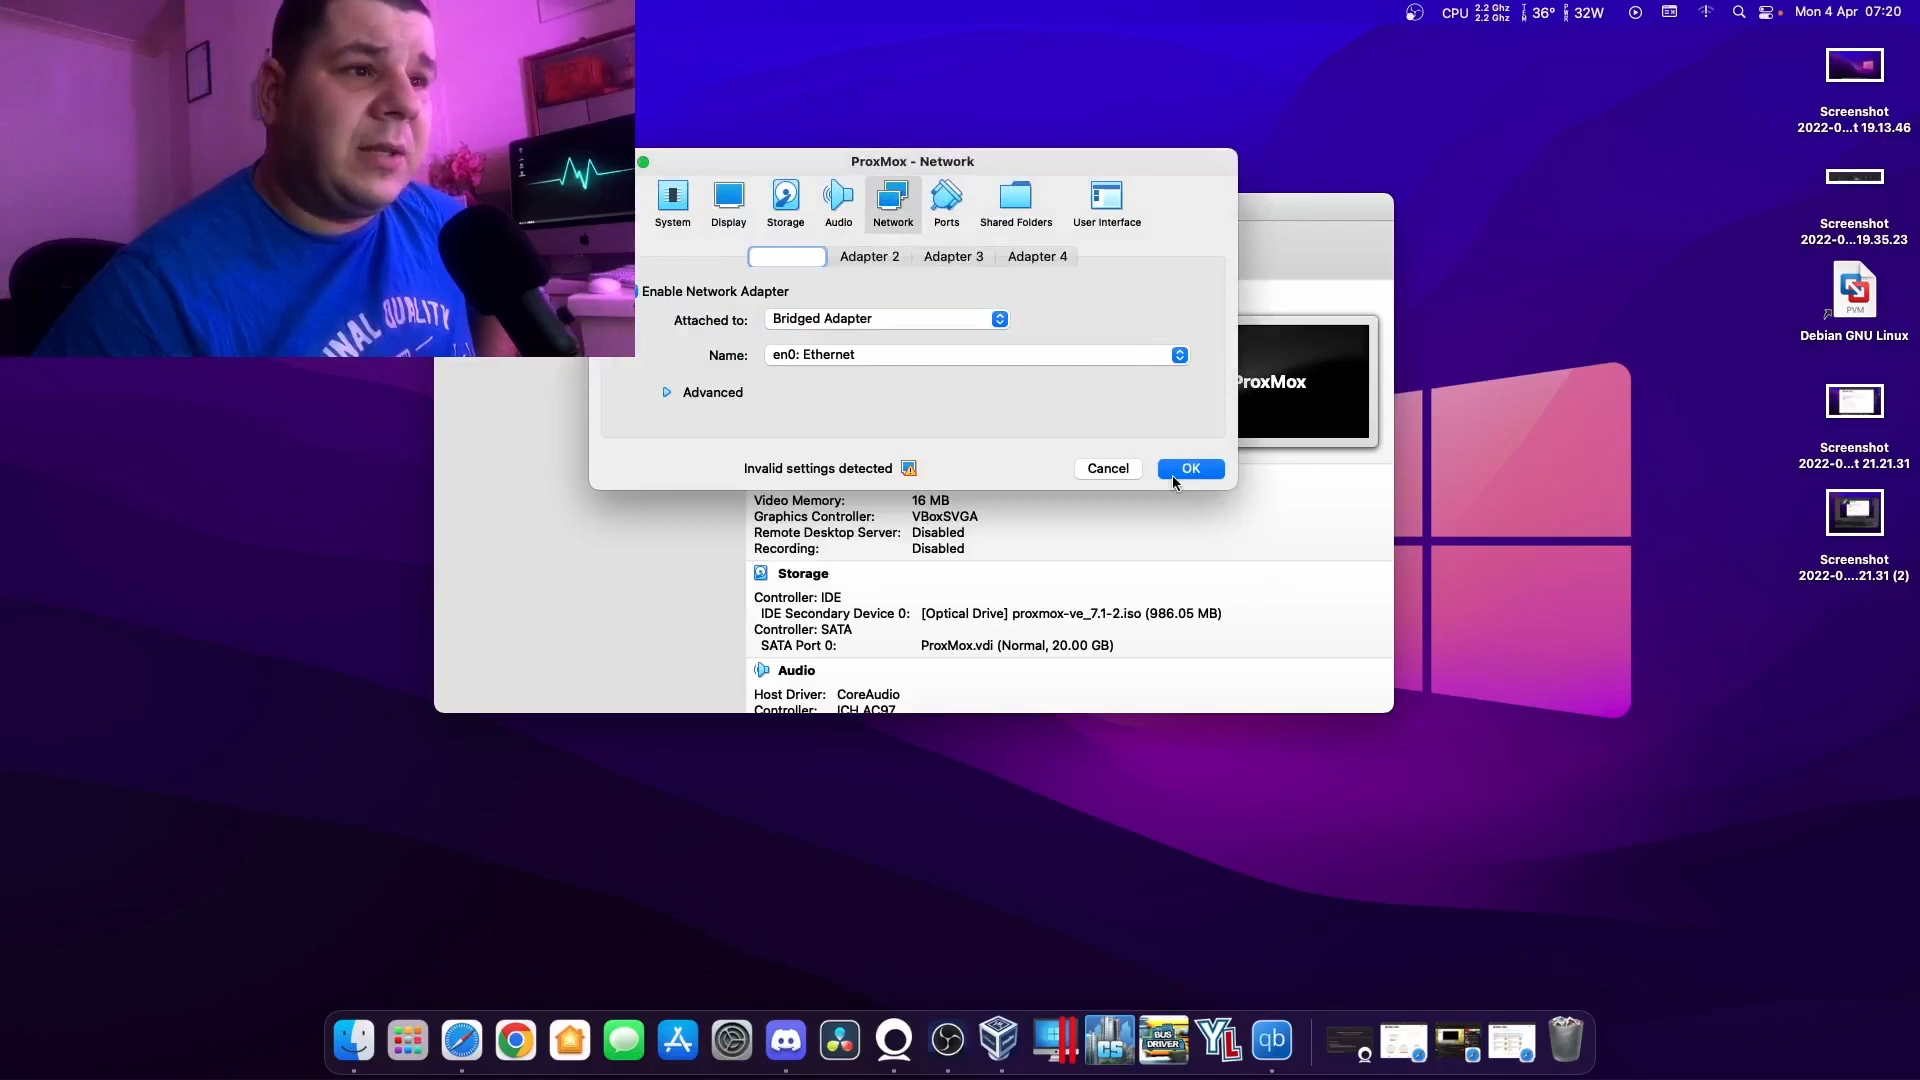 CPU 2.2 Ghz 2.2 Ghz 36° 32W Mon 4 Apr 07:20
Screenshot
2022-0...t 19.13.46
Screenshot
2022-0...19.35.23
PVM
Debian GNU Linux
Screenshot
2022-0...t 21.21.31
Screenshot
2022-0....21.31 (2)
INAL QUALITY
ProxMox - Network
System Display Storage Audio Network Ports Shared Folders User Interface
Adapter 2 Adapter 3 Adapter 4
Enable Network Adapter
Attached to: Bridged Adapter
Name: en0: Ethernet
Advanced
Invalid settings detected Cancel OK
ProxMox
Video Memory: 16 MB
Graphics Controller: VBoxSVGA
Remote Desktop Server: Disabled
Recording: Disabled
Storage
Controller: IDE
IDE Secondary Device 0: [Optical Drive] proxmox-ve_7.1-2.iso (986.05 MB)
Controller: SATA
SATA Port 0: ProxMox.vdi (Normal, 20.00 GB)
Audio
Host Driver: CoreAudio
Controller: ICH AC97
CS BUS DRIVER YL qb